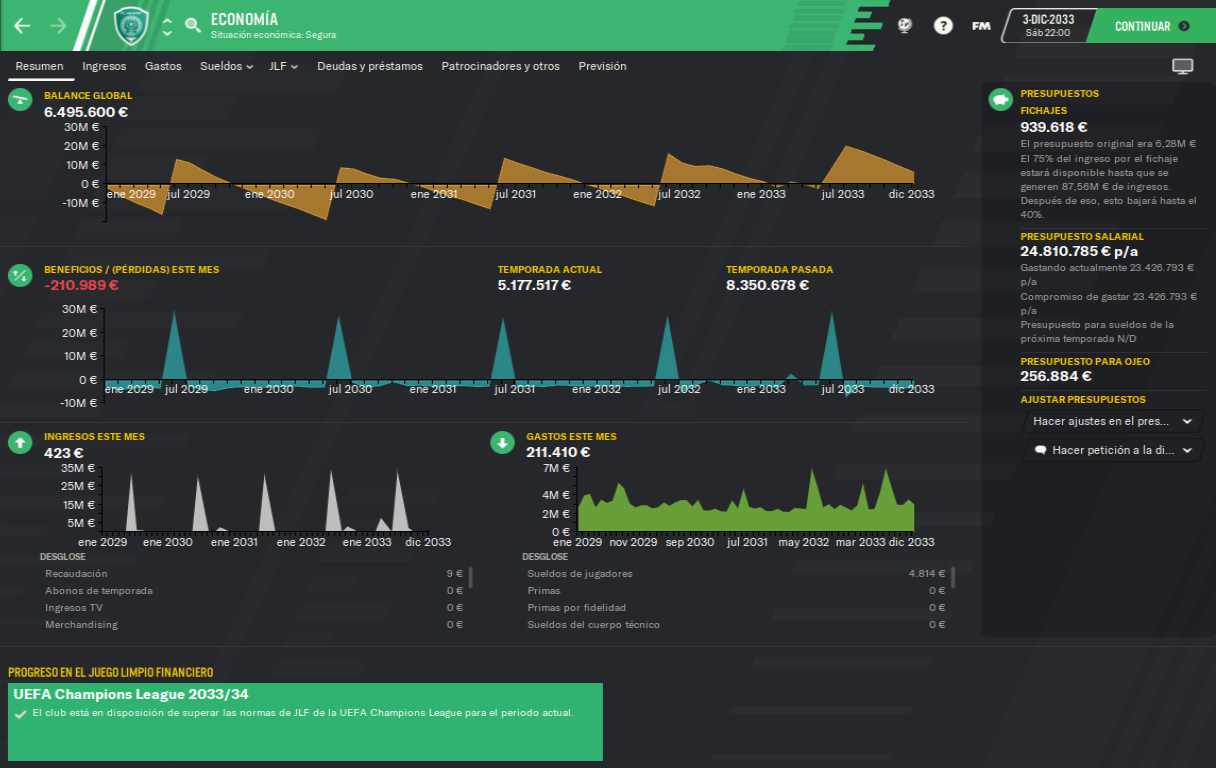 ECONOMÍA
Situación económica: Segura
FM
3-DIC-2033
Sáb 22:00
CONTINUAR
Resumen Ingresos Gastos Sueldos JLF Deudas y préstamos Patrocinadores y otros Previsión
BALANCE GLOBAL
6.495.600 €
30M €
20M €
10M €
0 €
-10M €
ene 2029 jul 2029 ene 2030 jul 2030 ene 2031 jul 2031 ene 2032 jul 2032 ene 2033 jul 2033 dic 2033
BENEFICIOS / (PÉRDIDAS) ESTE MES
-210.989 €
TEMPORADA ACTUAL
5.177.517 €
TEMPORADA PASADA
8.350.678 €
30M €
20M €
10M €
0 €
-10M €
ene 2029 jul 2029 ene 2030 jul 2030 ene 2031 jul 2031 ene 2032 jul 2032 ene 2033 jul 2033 dic 2033
INGRESOS ESTE MES
423 €
35M €
25M €
15M €
5M €
ene 2029 ene 2030 ene 2031 ene 2032 ene 2033 dic 2033
DESGLOSE
Recaudación 9 €
Abonos de temporada 0 €
Ingresos TV 0 €
Merchandising 0 €
GASTOS ESTE MES
211.410 €
7M €
4M €
2M €
0 €
ene 2029 nov 2029 sep 2030 jul 2031 may 2032 mar 2033 dic 2033
DESGLOSE
Sueldos de jugadores 4.814 €
Primas 0 €
Primas por fidelidad 0 €
Sueldos del cuerpo técnico 0 €
PRESUPUESTOS
FICHAJES
939.618 €
El presupuesto original era 6,28M €
El 75% del ingreso por el fichaje
estará disponible hasta que se
generen 87,56M € de ingresos.
Después de eso, esto bajará hasta el
40%.
PRESUPUESTO SALARIAL
24.810.785 € p/a
Gastando actualmente 23.426.793 €
p/a
Compromiso de gastar 23.426.793 €
p/a
Presupuesto para sueldos de la
próxima temporada N/D
PRESUPUESTO PARA OJEO
256.884 €
AJUSTAR PRESUPUESTOS
Hacer ajustes en el pres...
Hacer petición a la di...
PROGRESO EN EL JUEGO LIMPIO FINANCIERO
UEFA Champions League 2033/34
El club está en disposición de superar las normas de JLF de la UEFA Champions League para el periodo actual.